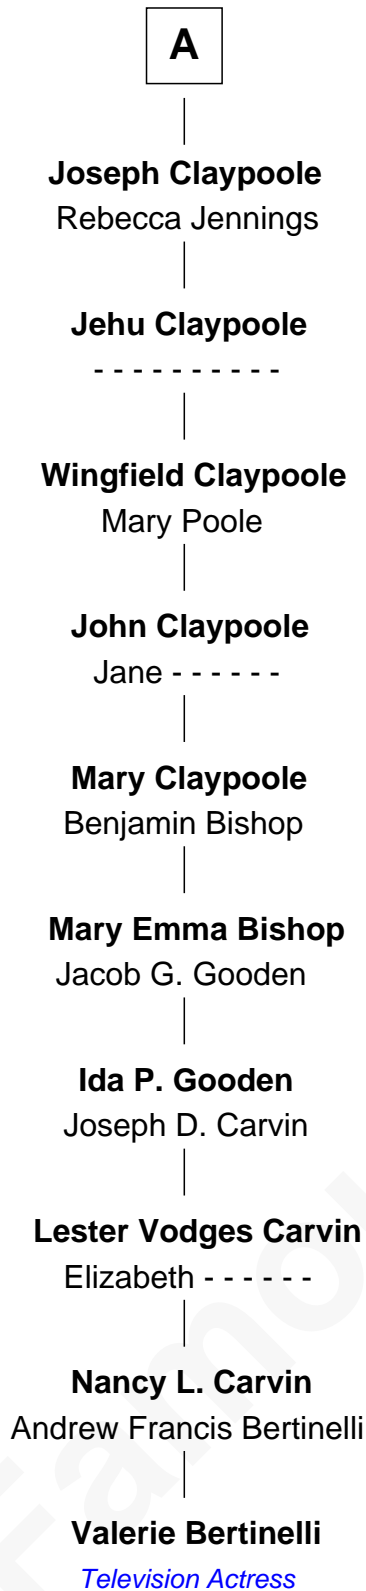 A
Joseph Claypoole
Rebecca Jennings
Jehu Claypoole
- - - - - - - - - -
Wingfield Claypoole
Mary Poole
John Claypoole
Jane - - - - - -
Mary Claypoole
Benjamin Bishop
Mary Emma Bishop
Jacob G. Gooden
Ida P. Gooden
Joseph D. Carvin
Lester Vodges Carvin
Elizabeth - - - - - -
Nancy L. Carvin
Andrew Francis Bertinelli
Valerie Bertinelli
Television Actress